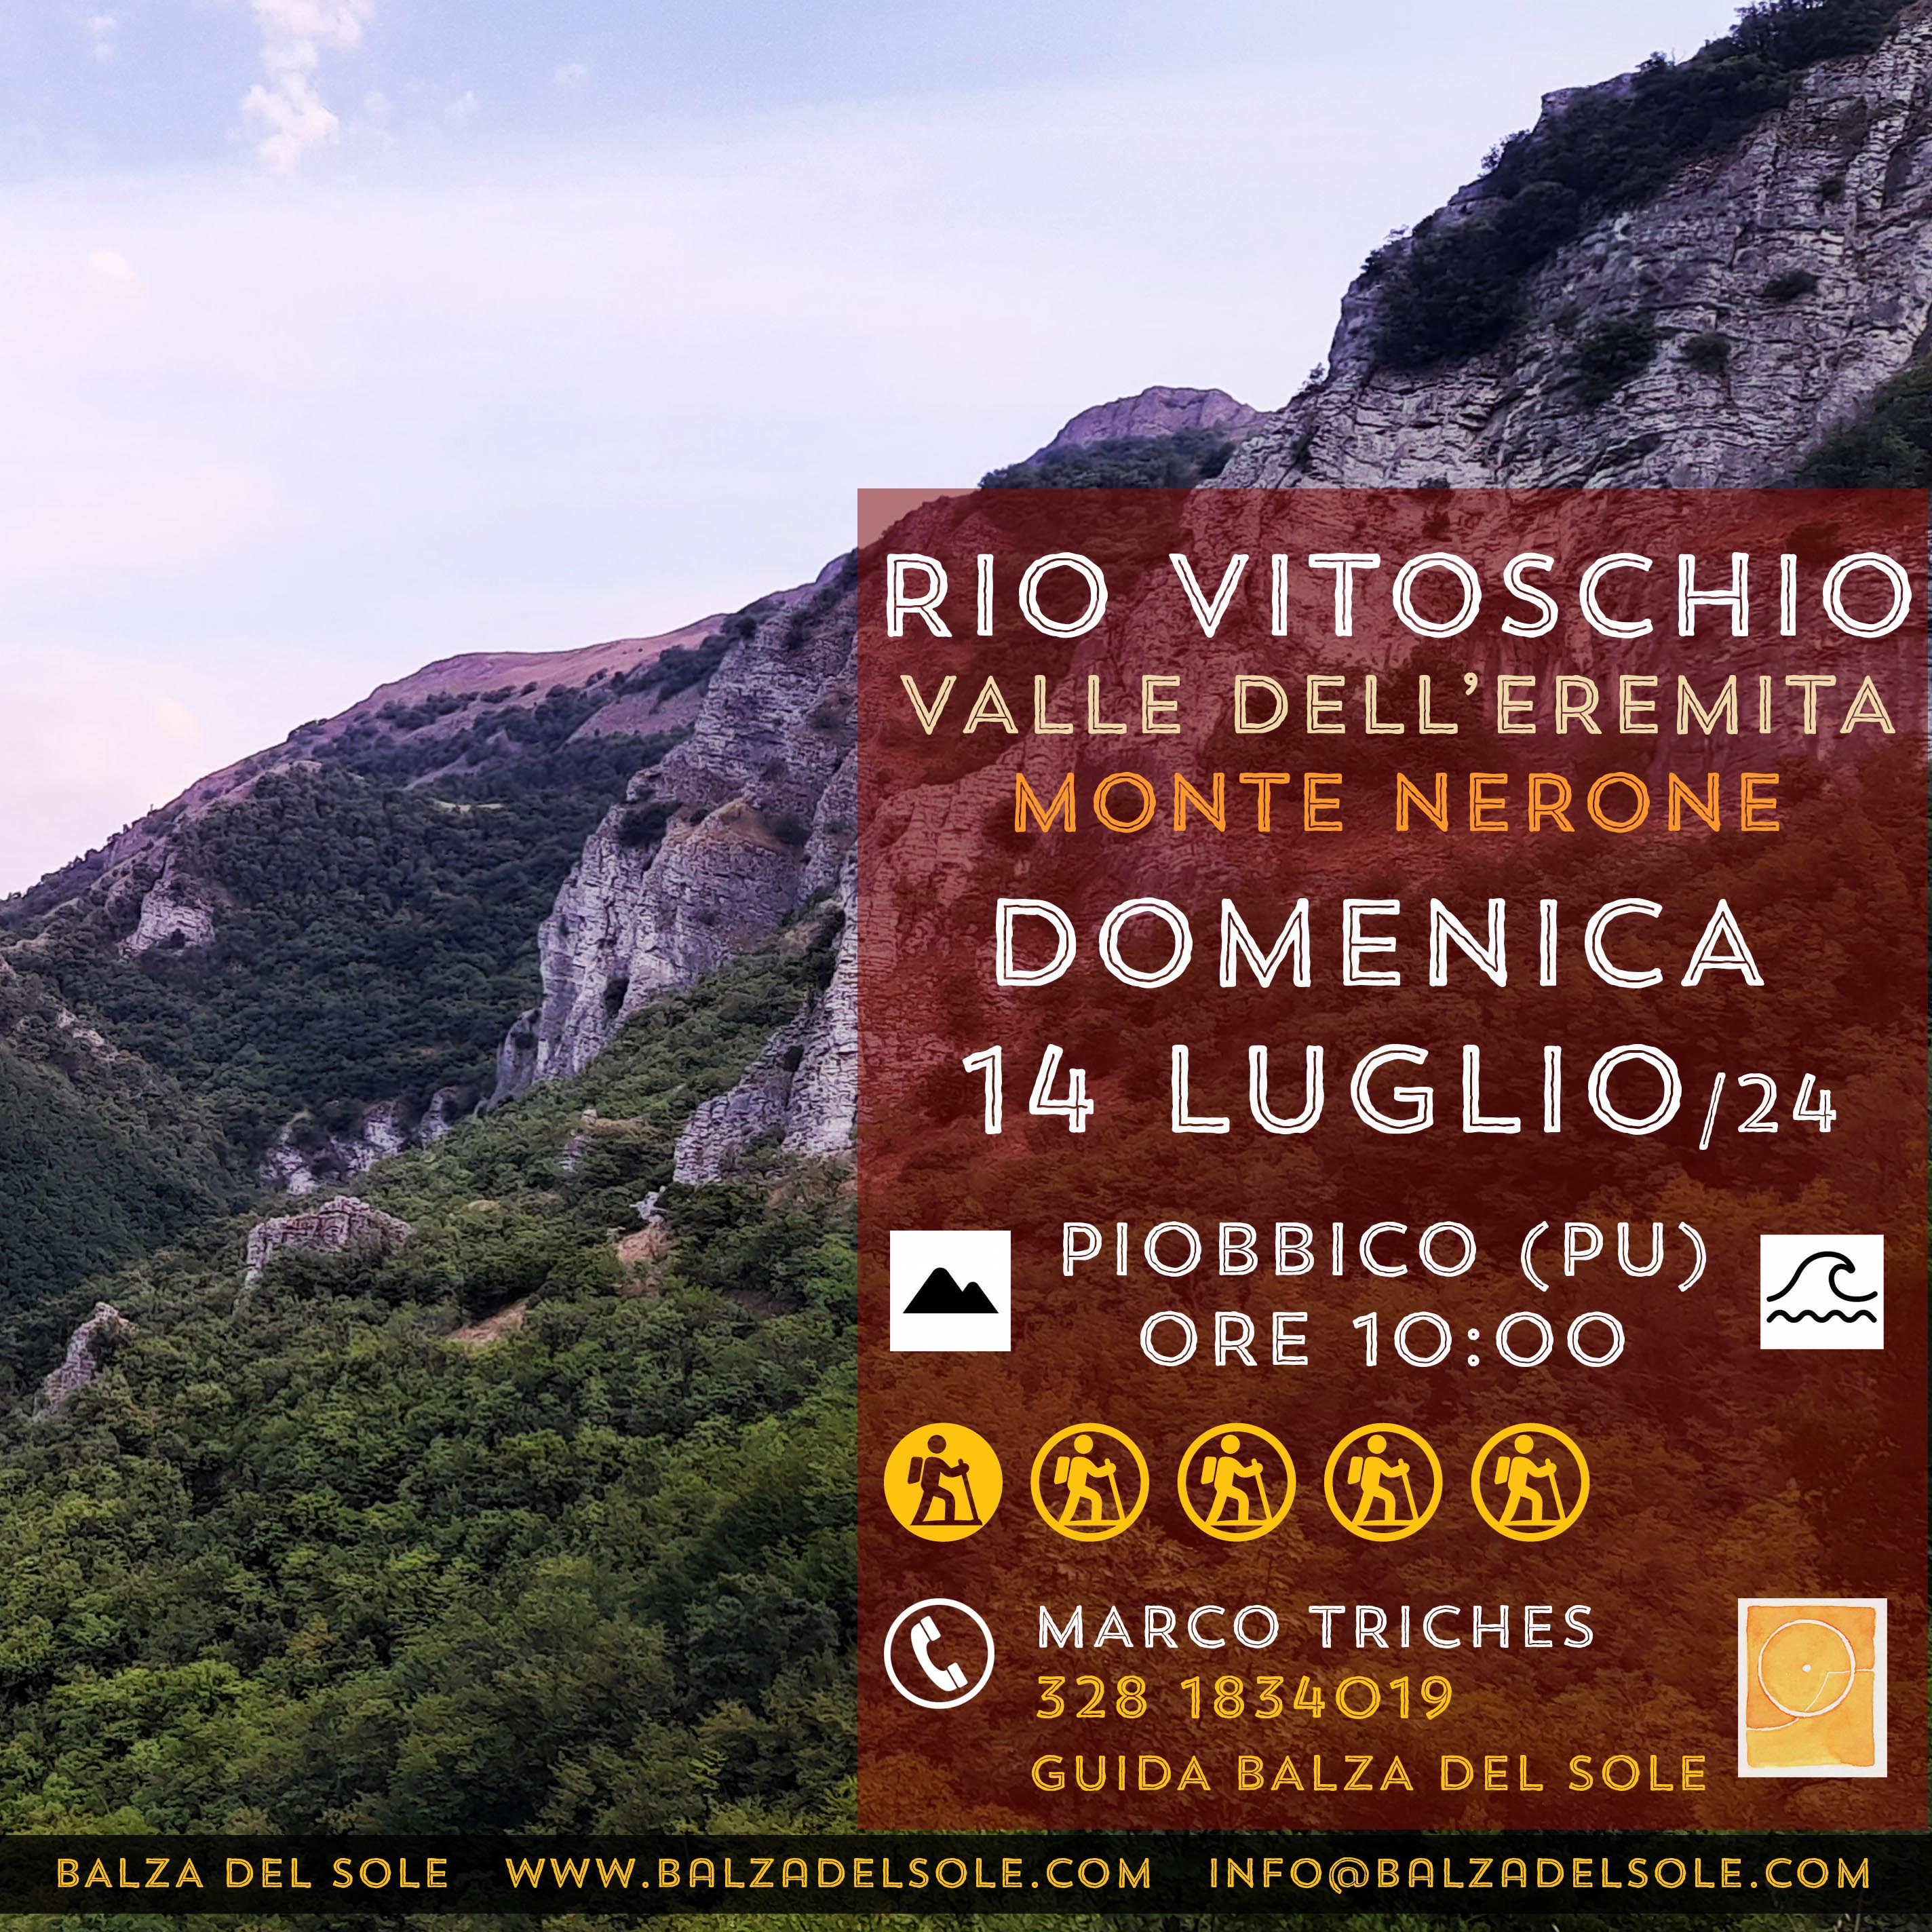 RIO VITOSCHIO
VALLE DELL'EREMITA
MONTE NERONE
DOMENICA
14 LUGLIO/24
PIOBBICO (PU)
ORE 10:00
MARCO TRICHES
328 1834019
GUIDA BALZA DEL SOLE
BALZA DEL SOLE WWW.BALZADELSOLE.COM INFO@BALZADELSOLE.COM